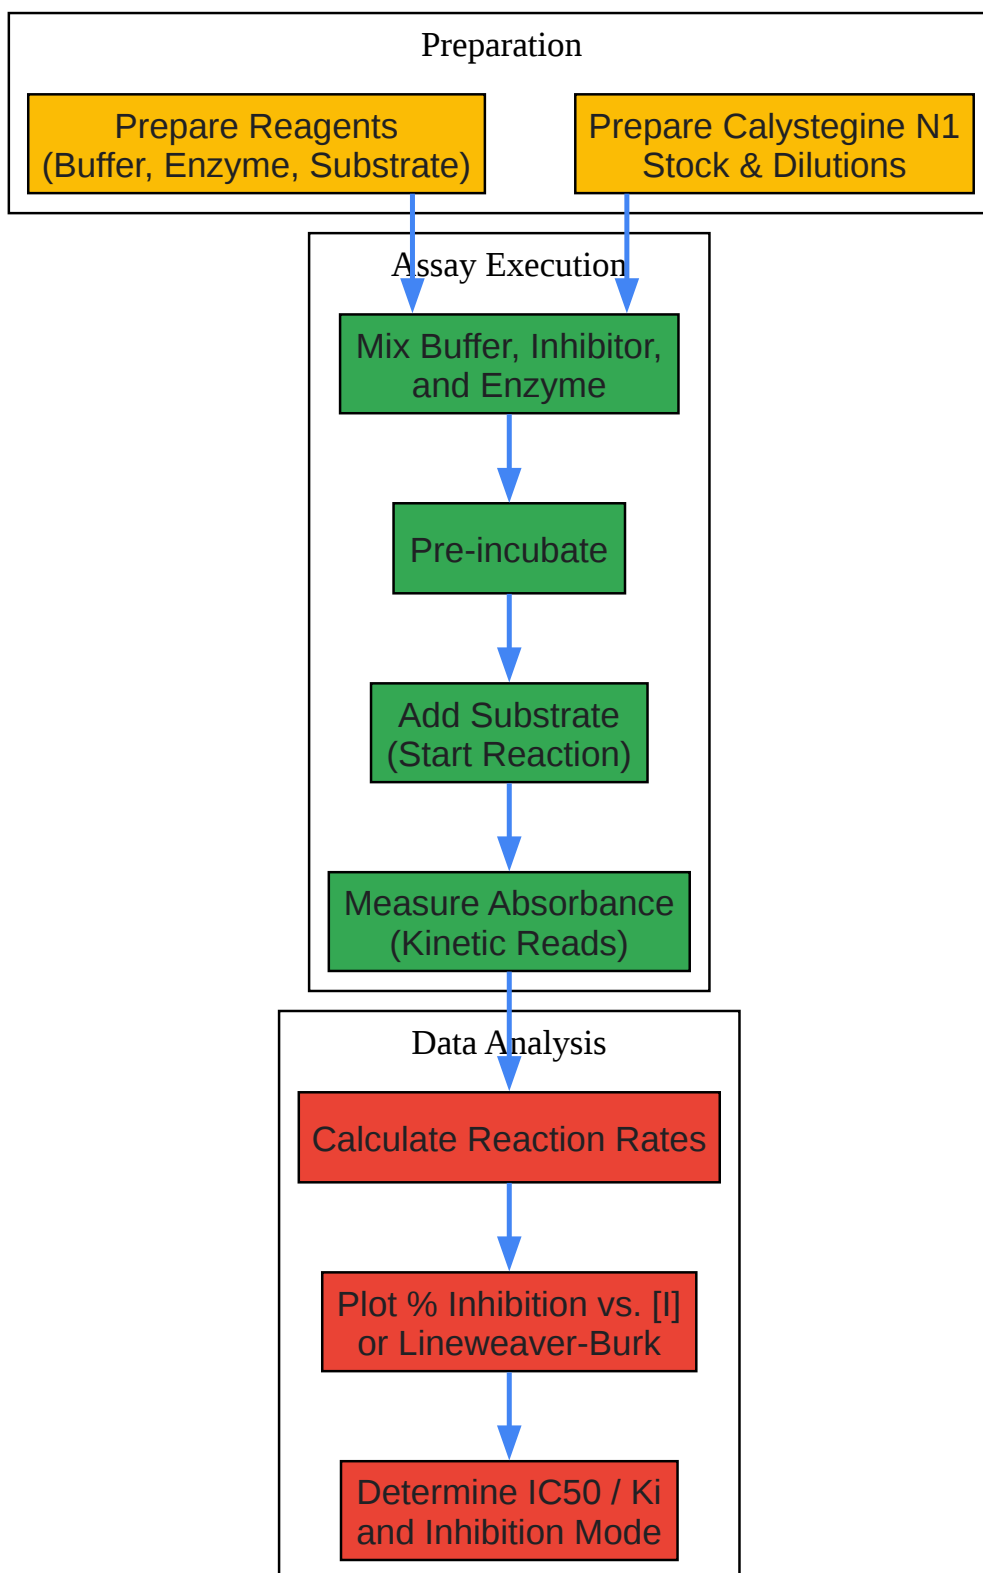 Preparation
Prepare Reagents
(Buffer, Enzyme, Substrate)
Prepare Calystegine N1
Stock & Dilutions
Assay Execution
Mix Buffer, Inhibitor,
and Enzyme
Pre-incubate
Add Substrate
(Start Reaction)
Measure Absorbance
(Kinetic Reads)
Data Analysis
Calculate Reaction Rates
Plot % Inhibition vs. [I]
or Lineweaver-Burk
Determine IC50 / Ki
and Inhibition Mode